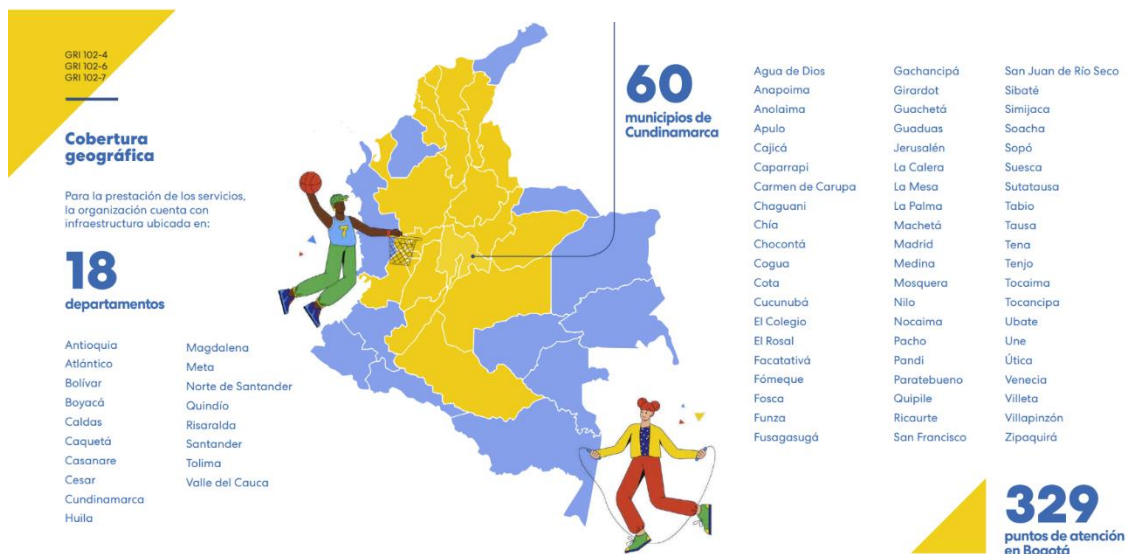 GRI 102-4
GRI 102-6
GRI 102-7
Cobertura
geográfica
Para la prestación de los servicios,
la organización cuenta con
infraestructura ubicada en:
18
departamentos
Antioquia
Atlántico
Bolívar
Boyacá
Caldas
Caquetá
Casanare
Cesar
Cundinamarca
Huila
Magdalena
Meta
Norte de Santander
Quindío
Risaralda
Santander
Tolima
Valle del Cauca
7
60
municipios de
Cundinamarca
Agua de Dios
Anapoima
Anolaima
Apulo
Cajicá
Caparrapi
Carmen de Carupa
Chaguani
Chía
Chocontá
Cogua
Cota
Cucunubá
El Colegio
El Rosal
Facatativá
Fómeque
Fosca
Funza
Fusagasugá
Gachancipá
Girardot
Guachetá
Guaduas
Jerusalén
La Calera
La Mesa
La Palma
Machetá
Madrid
Medina
Mosquera
Nilo
Nocaima
Pacho
Pandi
Paratebueno
Quipile
Ricaurte
San Francisco
San Juan de Río Seco
Sibaté
Simijaca
Soacha
Sopó
Suesca
Sutatausa
Tabio
Tausa
Tena
Tenjo
Tocaima
Tocancipa
Ubate
Une
Útica
Venecia
Villeta
Villapinzón
Zipaquirá
329
puntos de atención
en Bogotá